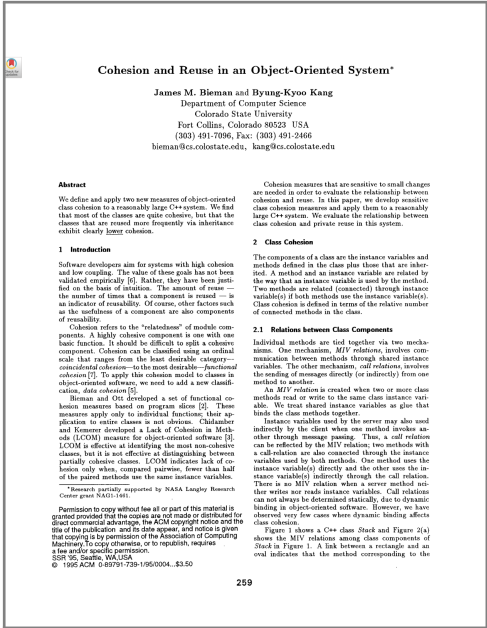 Cohesion and Reuse in an Object-Oriented System*
James M. Bieman and Byung-Kyoo Kang
Department of Computer Science
Colorado State University
Fort Collins, Colorado 80523 USA
(303) 491-7096, Fax: (303) 491-2466
bieman@cs.colostate.edu, kang@cs.colostate.edu
Abstract
We define and apply two new measures of object-oriented
class cohesion to a reasonably large C++ system. We find
that most of the classes are quite cohesive, but that the
classes that are reused more frequently via inheritance
exhibit clearly lower cohesion.
1 Introduction
Software developers aim for systems with high cohesion
and low coupling. The value of these goals has not been
validated empirically [6]. Rather, they have been justi-
fied on the basis of intuition. The amount of reuse —
the number of times that a component is reused — is
an indicator of reusability. Of course, other factors such
as the usefulness of a component are also components
of reusability.
Cohesion refers to the "relatedness" of module com-
ponents. A highly cohesive component is one with one
basic function. It should be difficult to split a cohesive
component. Cohesion can be classified using an ordinal
scale that ranges from the least desirable category—
coincidental cohesion—to the most desirable—functional
cohesion [7]. To apply this cohesion model to classes in
object-oriented software, we need to add a new classifi-
cation, data cohesion [5].
Bieman and Ott developed a set of functional co-
hesion measures based on program slices [2]. These
measures apply only to individual functions; their ap-
plication to entire classes is not obvious. Chidamber
and Kemerer developed a Lack of Cohesion in Meth-
ods (LCOM) measure for object-oriented software [3].
LCOM is effective at identifying the most non-cohesive
classes, but it is not effective at distinguishing between
partially cohesive classes. LCOM indicates lack of co-
hesion only when, compared pairwise, fewer than half
of the paired methods use the same instance variables.
*Research partially supported by NASA Langley Research
Center grant NAG1-1461.
Permission to copy without fee all or part of this material is
granted provided that the copies are not made or distributed for
direct commercial advantage, the ACM copyright notice and the
title of the publication and its date appear, and notice is given
that copying is by permission of the Association of Computing
Machinery.To copy otherwise, or to republish, requires
a fee and/or specific permission.
SSR '95, Seattle, WA,USA
© 1995 ACM 0-89791-739-1/95/0004...$3.50
Cohesion measures that are sensitive to small changes
are needed in order to evaluate the relationship between
cohesion and reuse. In this paper, we develop sensitive
class cohesion measures and apply them to a reasonably
large C++ system. We evaluate the relationship between
class cohesion and private reuse in this system.
2 Class Cohesion
The components of a class are the instance variables and
methods defined in the class plus those that are inher-
ited. A method and an instance variable are related by
the way that an instance variable is used by the method.
Two methods are related (connected) through instance
variable(s) if both methods use the instance variable(s).
Class cohesion is defined in terms of the relative number
of connected methods in the class.
2.1 Relations between Class Components
Individual methods are tied together via two mecha-
nisms. One mechanism, MIV relations, involves com-
munication between methods through shared instance
variables. The other mechanism, call relations, involves
the sending of messages directly (or indirectly) from one
method to another.
An MIV relation is created when two or more class
methods read or write to the same class instance vari-
able. We treat shared instance variables as glue that
binds the class methods together.
Instance variables used by the server may also used
indirectly by the client when one method invokes an-
other through message passing. Thus, a call relation
can be reflected by the MIV relation; two methods with
a call-relation are also connected through the instance
variables used by both methods. One method uses the
instance variable(s) directly and the other uses the in-
stance variable(s) indirectly through the call relation.
There is no MIV relation when a server method nei-
ther writes nor reads instance variables. Call relations
can not always be determined statically, due to dynamic
binding in object-oriented software. However, we have
observed very few cases where dynamic binding affects
class cohesion.
Figure 1 shows a C++ class Stack and Figure 2(a)
shows the MIV relations among class components of
Stack in Figure 1. A link between a rectangle and an
oval indicates that the method corresponding to the
259